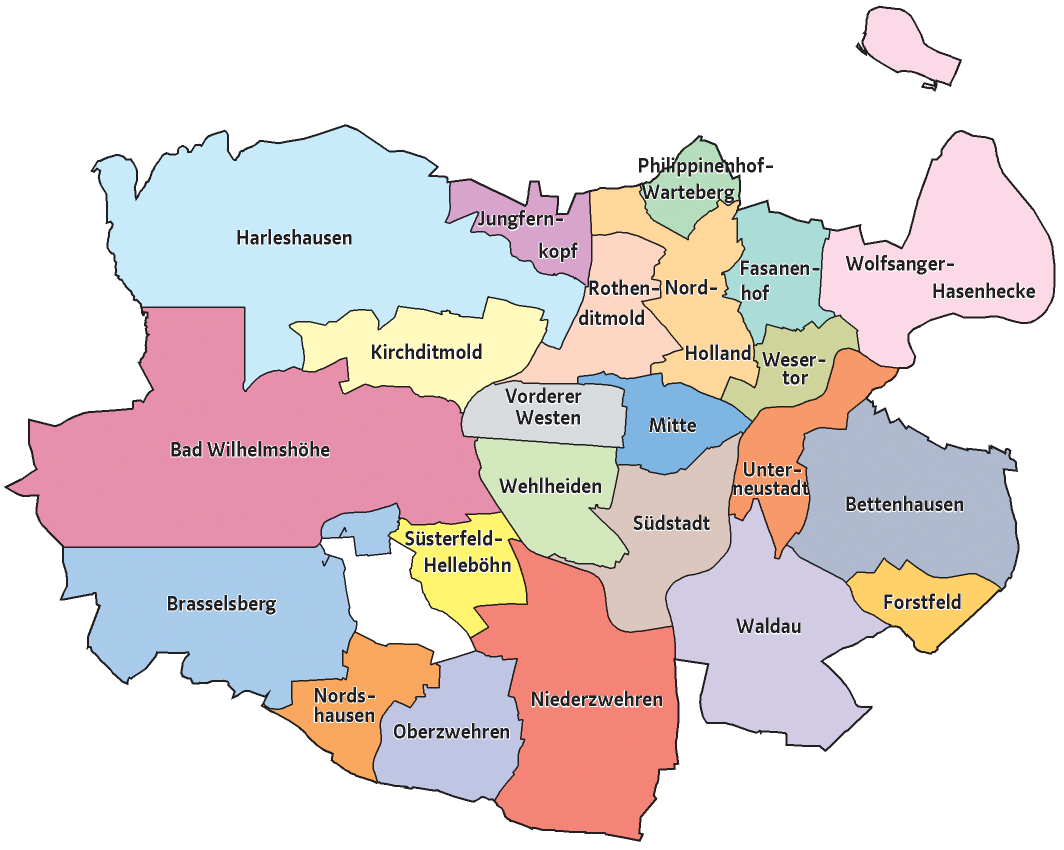 Philippinenhof-
Warteberg
Jungfern-
kopf
Harleshausen
Fasanen-
hof
Wolfsanger-
Hasenhecke
Rothen-
ditmold
Nord-
Holland
Kirchditmold
Weser-
tor
Vorderer
Westen
Mitte
Bad Wilhelmshöhe
Wehlheiden
Unter-
neustadt
Bettenhausen
Südstadt
Süsterfeld-
Helleböhn
Brasselsberg
Forstfeld
Waldau
Nords-
hausen
Niederzwehren
Oberzwehren